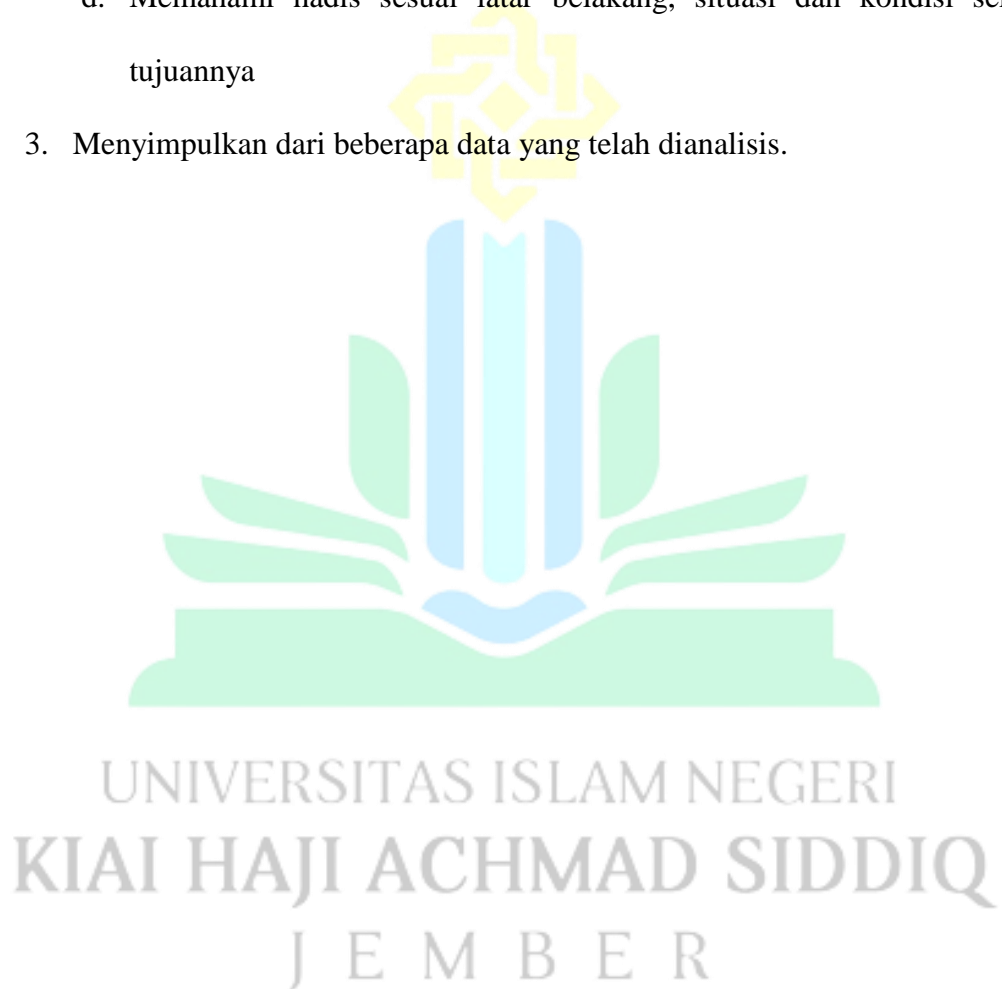 d. Memahami hadis sesuai latar belakang, situasi dan kondisi
tujuannya
3. Menyimpulkan dari beberapa data yang telah dianalisis.
UNIVERSITAS ISLAM NEGERI
KIAI HAJI ACHMAD SIDDIQ
JEMBER